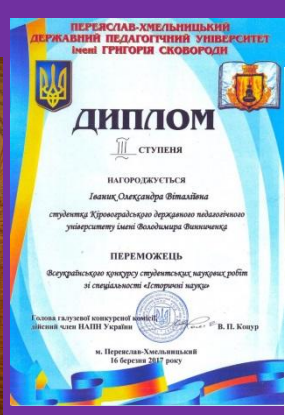 ПЕРЕЯСЛАВ-ХМЕЛЬНИЦЬКИЙ
ДЕРЖАВНИЙ ПЕДАГОГІЧНИЙ УНІВЕРСИТЕТ
імені ГРИГОРІЯ СКОВОРОДИ
ДИПЛОМ
III СТУПЕНЯ
НАГОРОДЖУЄТЬСЯ
Іваник Олександра Віталіївна
студентка Кіровоградського державного педагогічного
університету імені Володимира Винниченка
ПЕРЕМОЖЕЦЬ
Всеукраїнського конкурсу студентських наукових робіт
зі спеціальності «Історичні науки»
Голова галузевої конкурсної комісії,
дійсний член НАПН України В. П. Коцур
м. Переяслав-Хмельницький
16 березня 2017 року